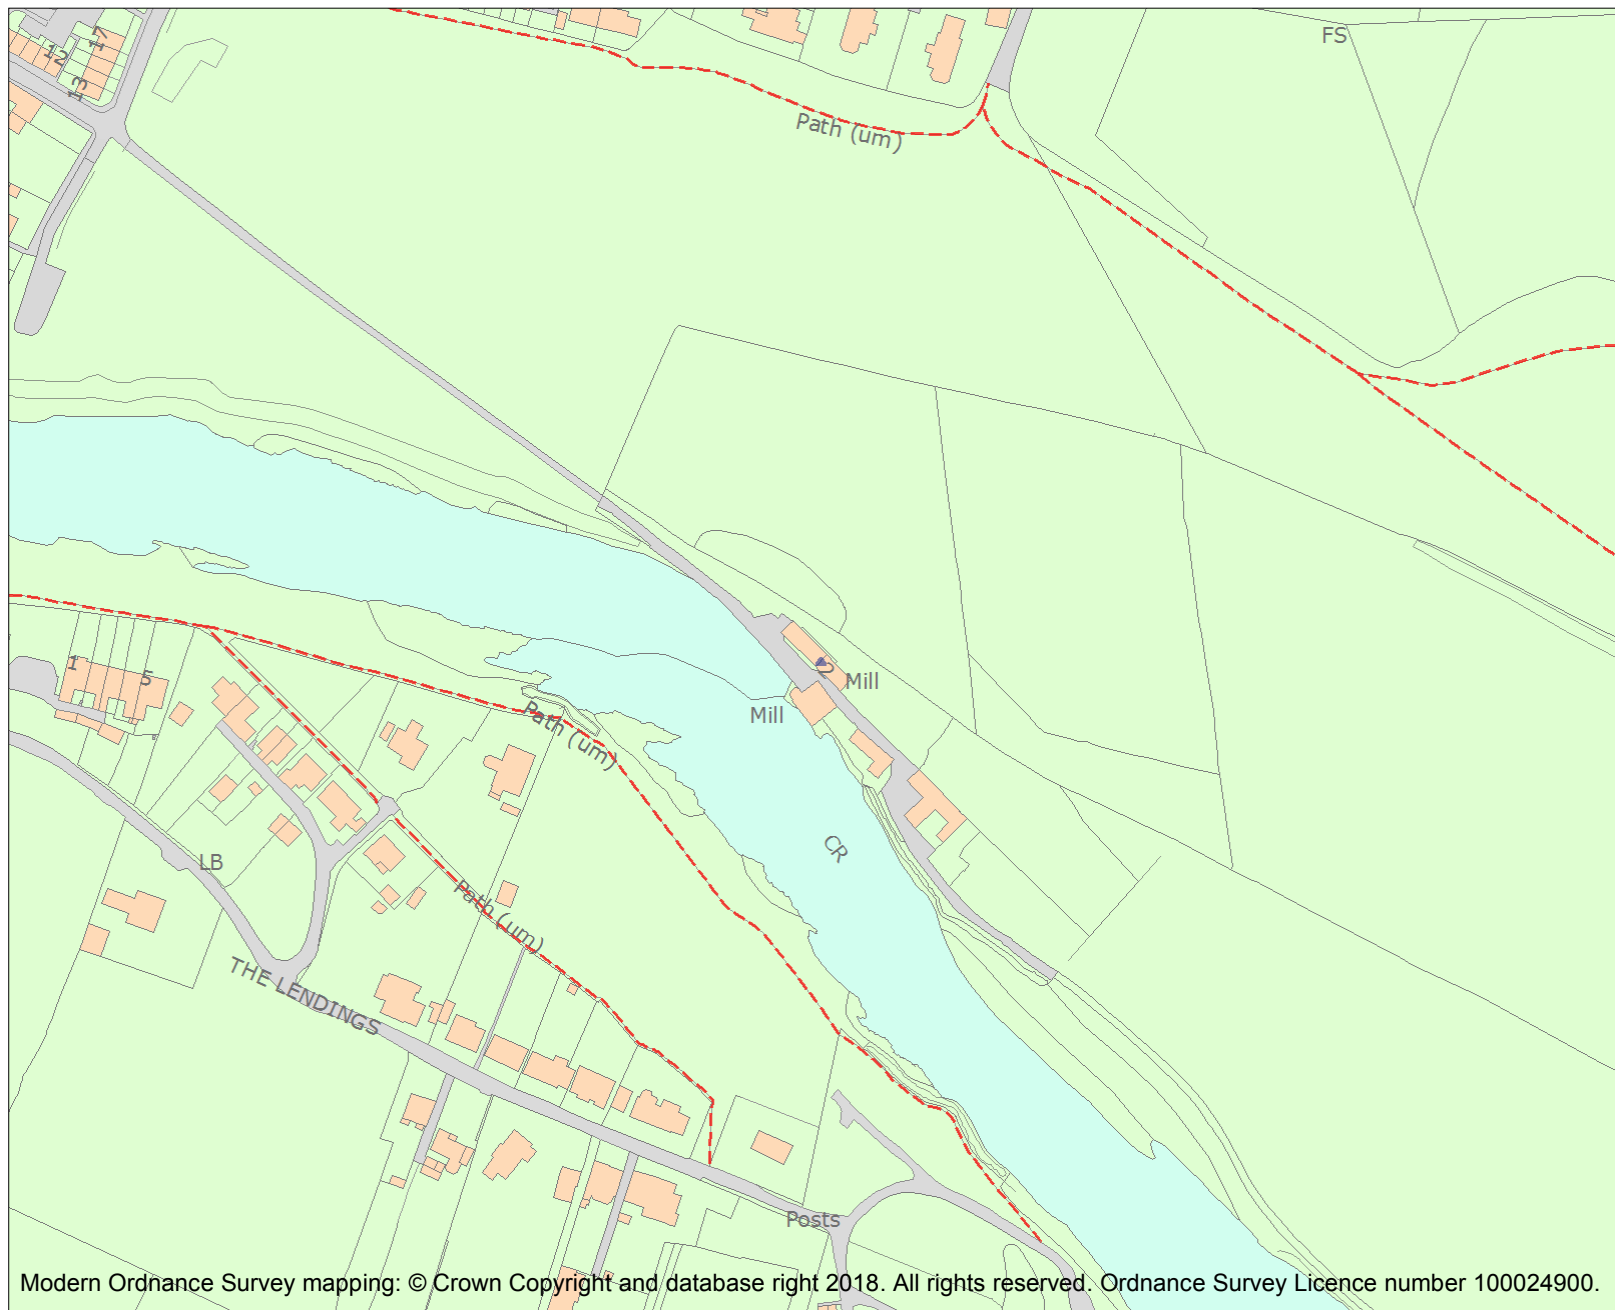 17
12
13
FS
Path (um)
2
Mill
Mill
1
5
Path (um)
CR
LB
Path (um)
THE LENDINGS
Posts
Modern Ordnance Survey mapping: © Crown Copyright and database right 2018. All rights reserved. Ordnance Survey Licence number 100024900.